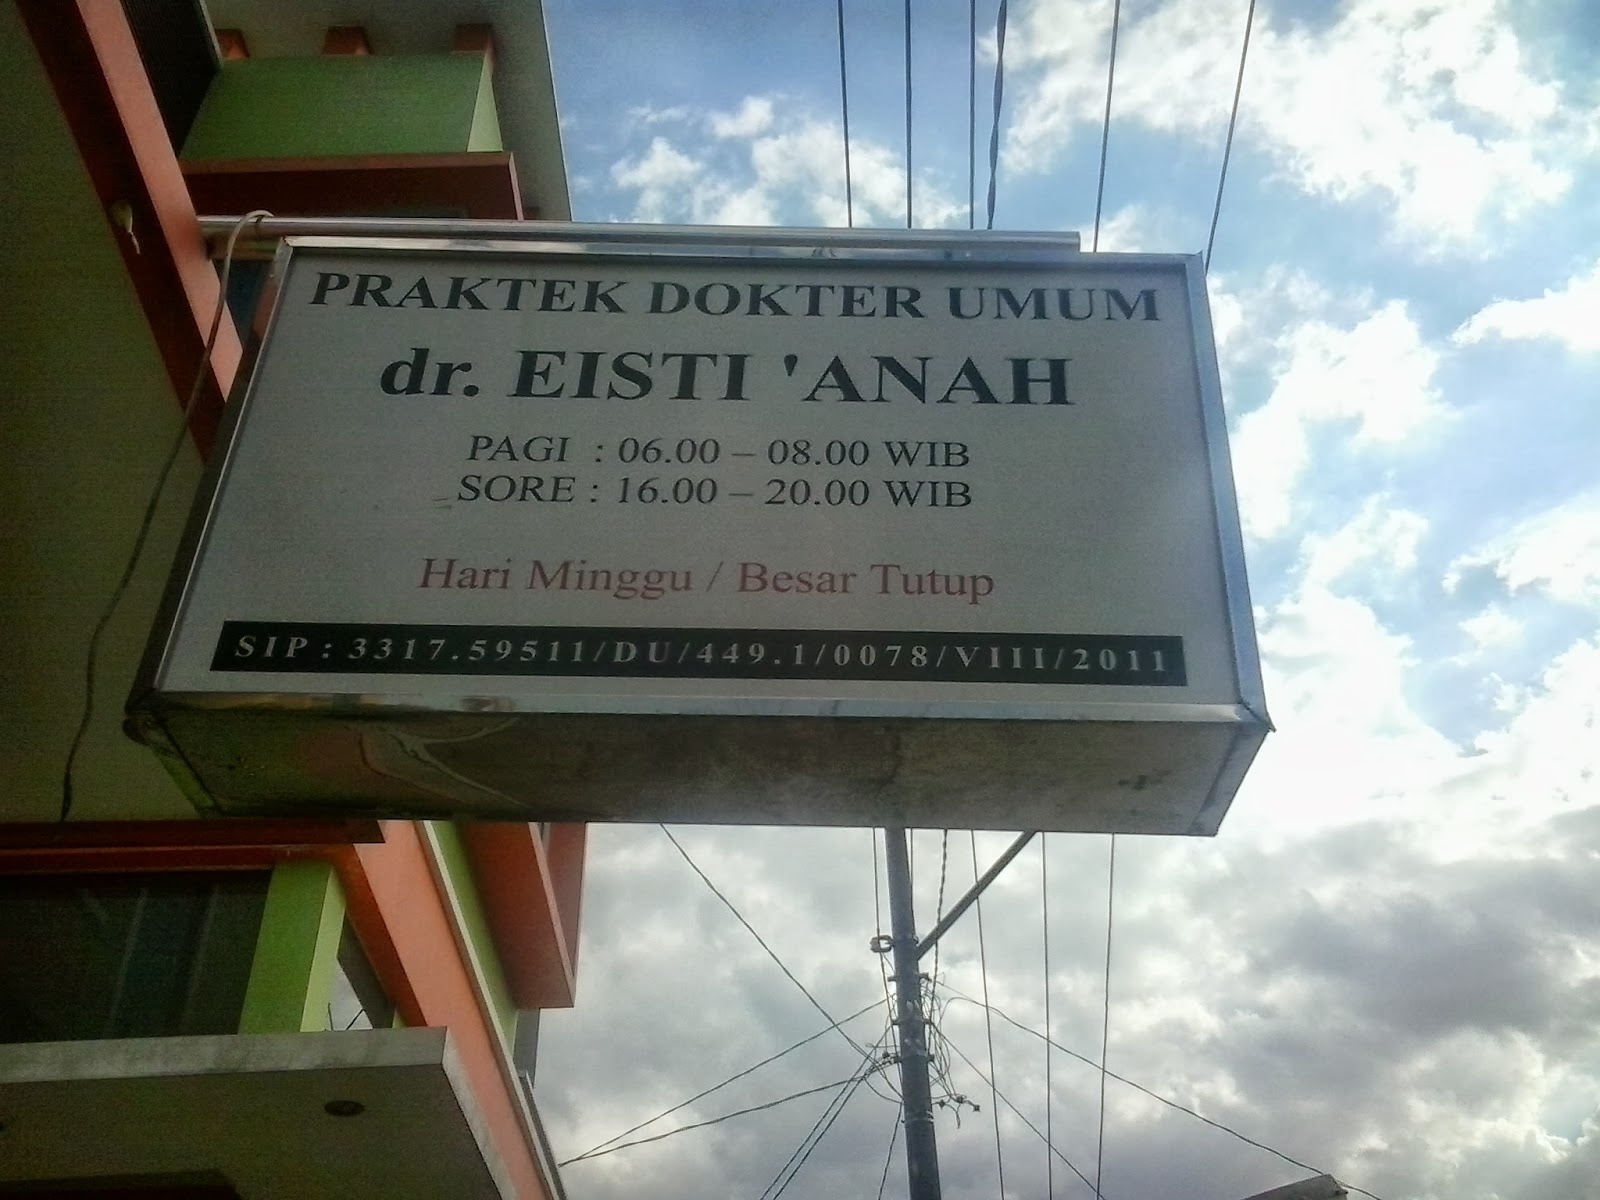 PRAKTEK DOKTER UMUM
dr. EISTI 'ANAH
PAGI : 06.00 – 08.00 WIB
SORE : 16.00 – 20.00 WIB
Hari Minggu / Besar Tutup
SIP : 3317.59511/DU/449.1/0078/VIII/2011